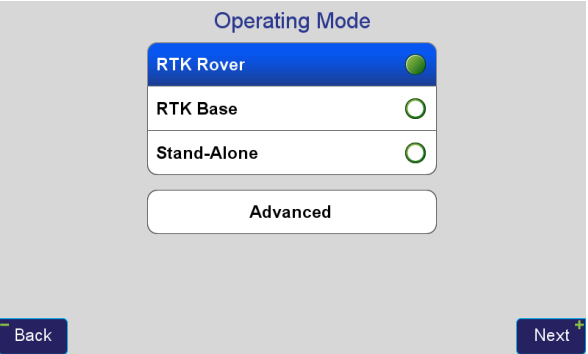 Operating Mode
RTK Rover
RTK Base
Stand-Alone
Advanced
- Back
Next +